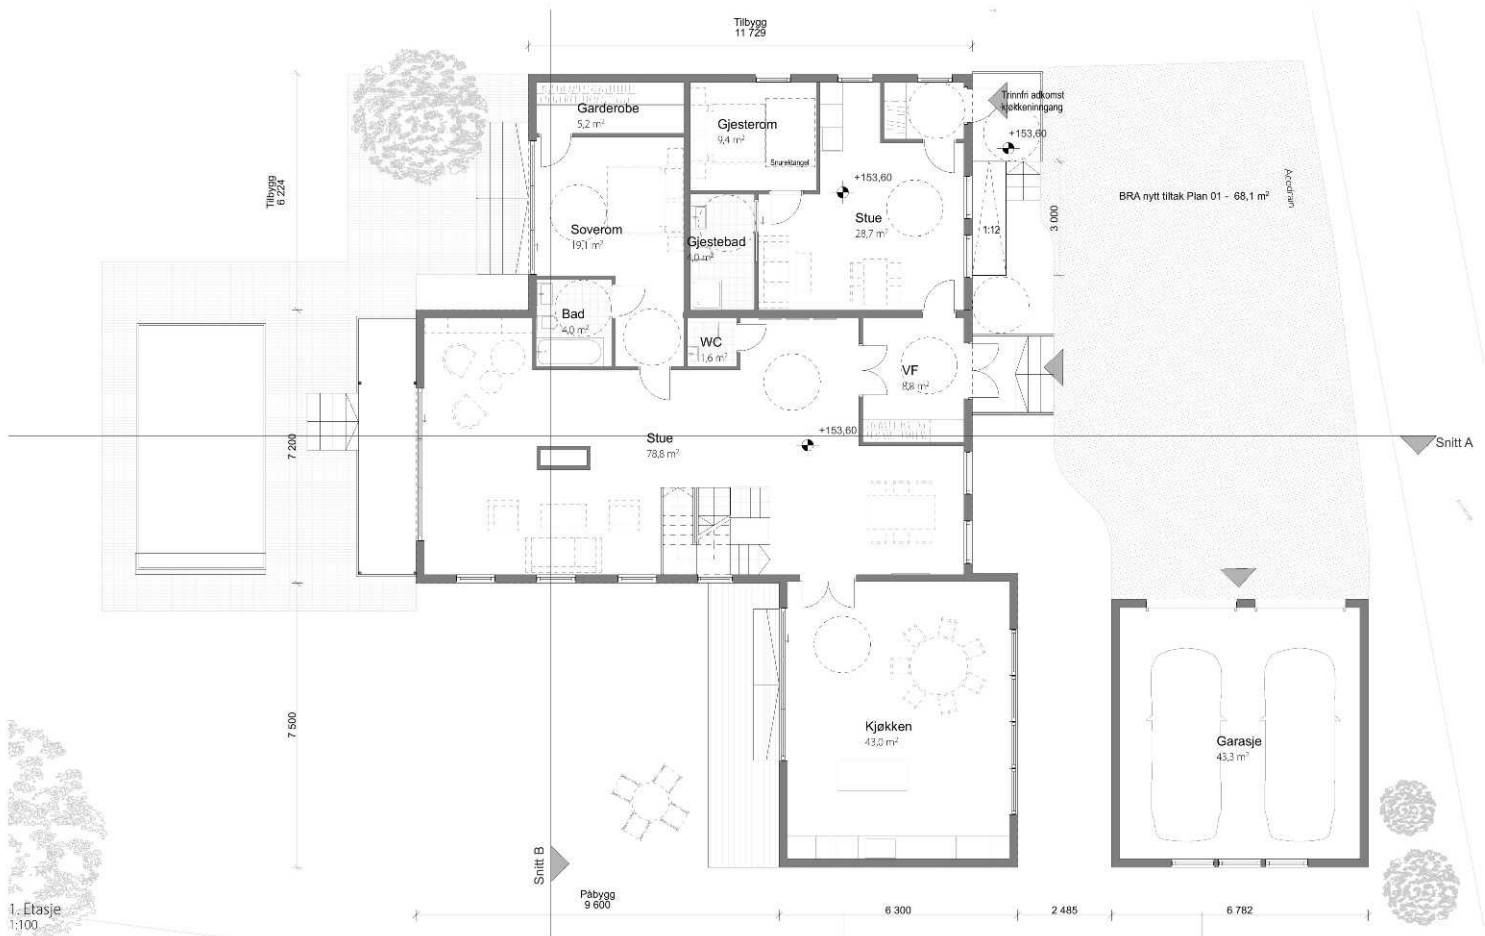 Tilbygg
11 729
Tilbygg
6 224
Garderobe
5,2 m²
Gjesterom
9,4 m²
Snurektangel
Trinnfri adkomst
kjøkkeninngang
+153,60
+153,60
BRA nytt tiltak Plan 01 - 68,1 m²
3 000
1:12
Stue
28,7 m²
Soverom
19,1 m²
Gjestebad
4,0 m²
Bad
4,0 m²
WC
1,6 m²
VF
8,8 m²
+153,60
Stue
78,8 m²
7 200
Snitt A
7 500
Kjøkken
43,0 m²
Garasje
43,3 m²
Snitt B
Påbygg
9 600
6 300
2 485
6 782
1. Etasje
1:100